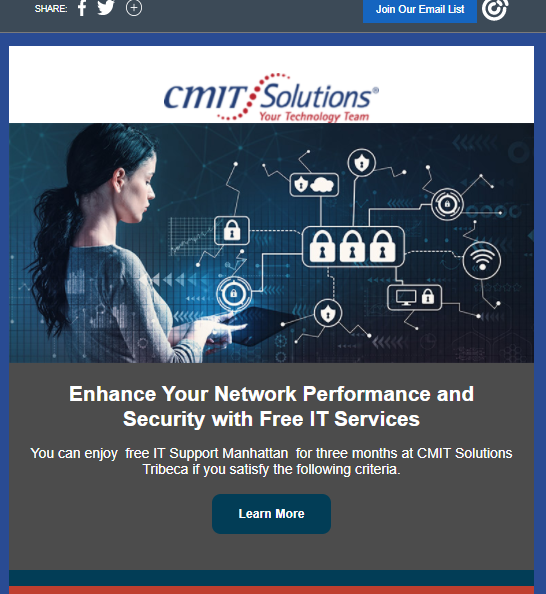 SHARE:
Join Our Email List
CMIT Solutions®
Your Technology Team
Enhance Your Network Performance and
Security with Free IT Services
You can enjoy  free IT Support Manhattan  for three months at CMIT Solutions
Tribeca if you satisfy the following criteria.
Learn More